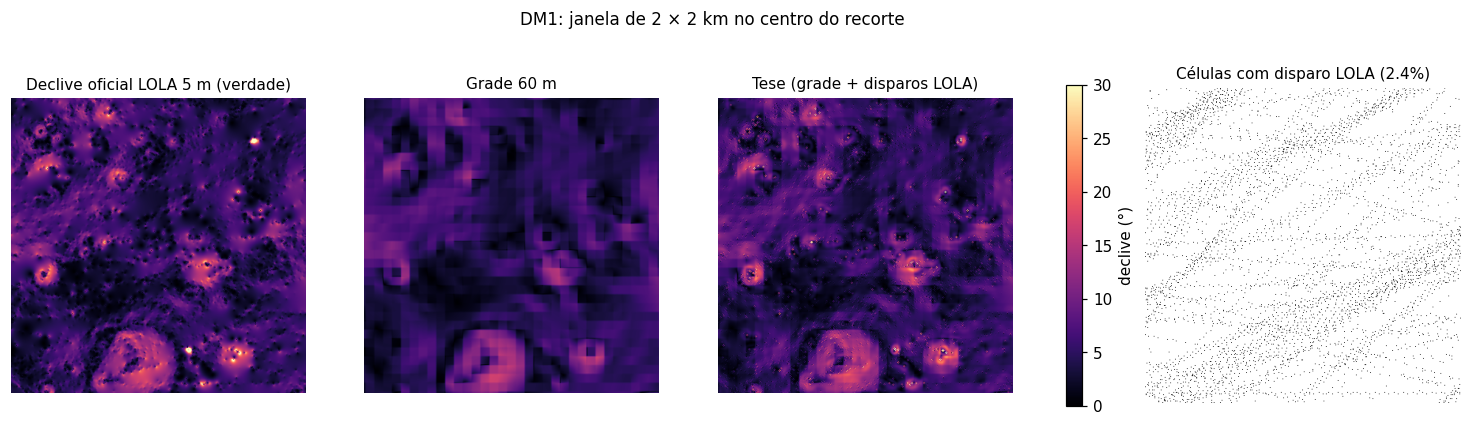 DM1: janela de 2 × 2 km no centro do recorte
Declive oficial LOLA 5 m (verdade)
Grade 60 m
Tese (grade + disparos LOLA)
30
25
20
15
10
5
0
declive (°)
Células com disparo LOLA (2.4%)